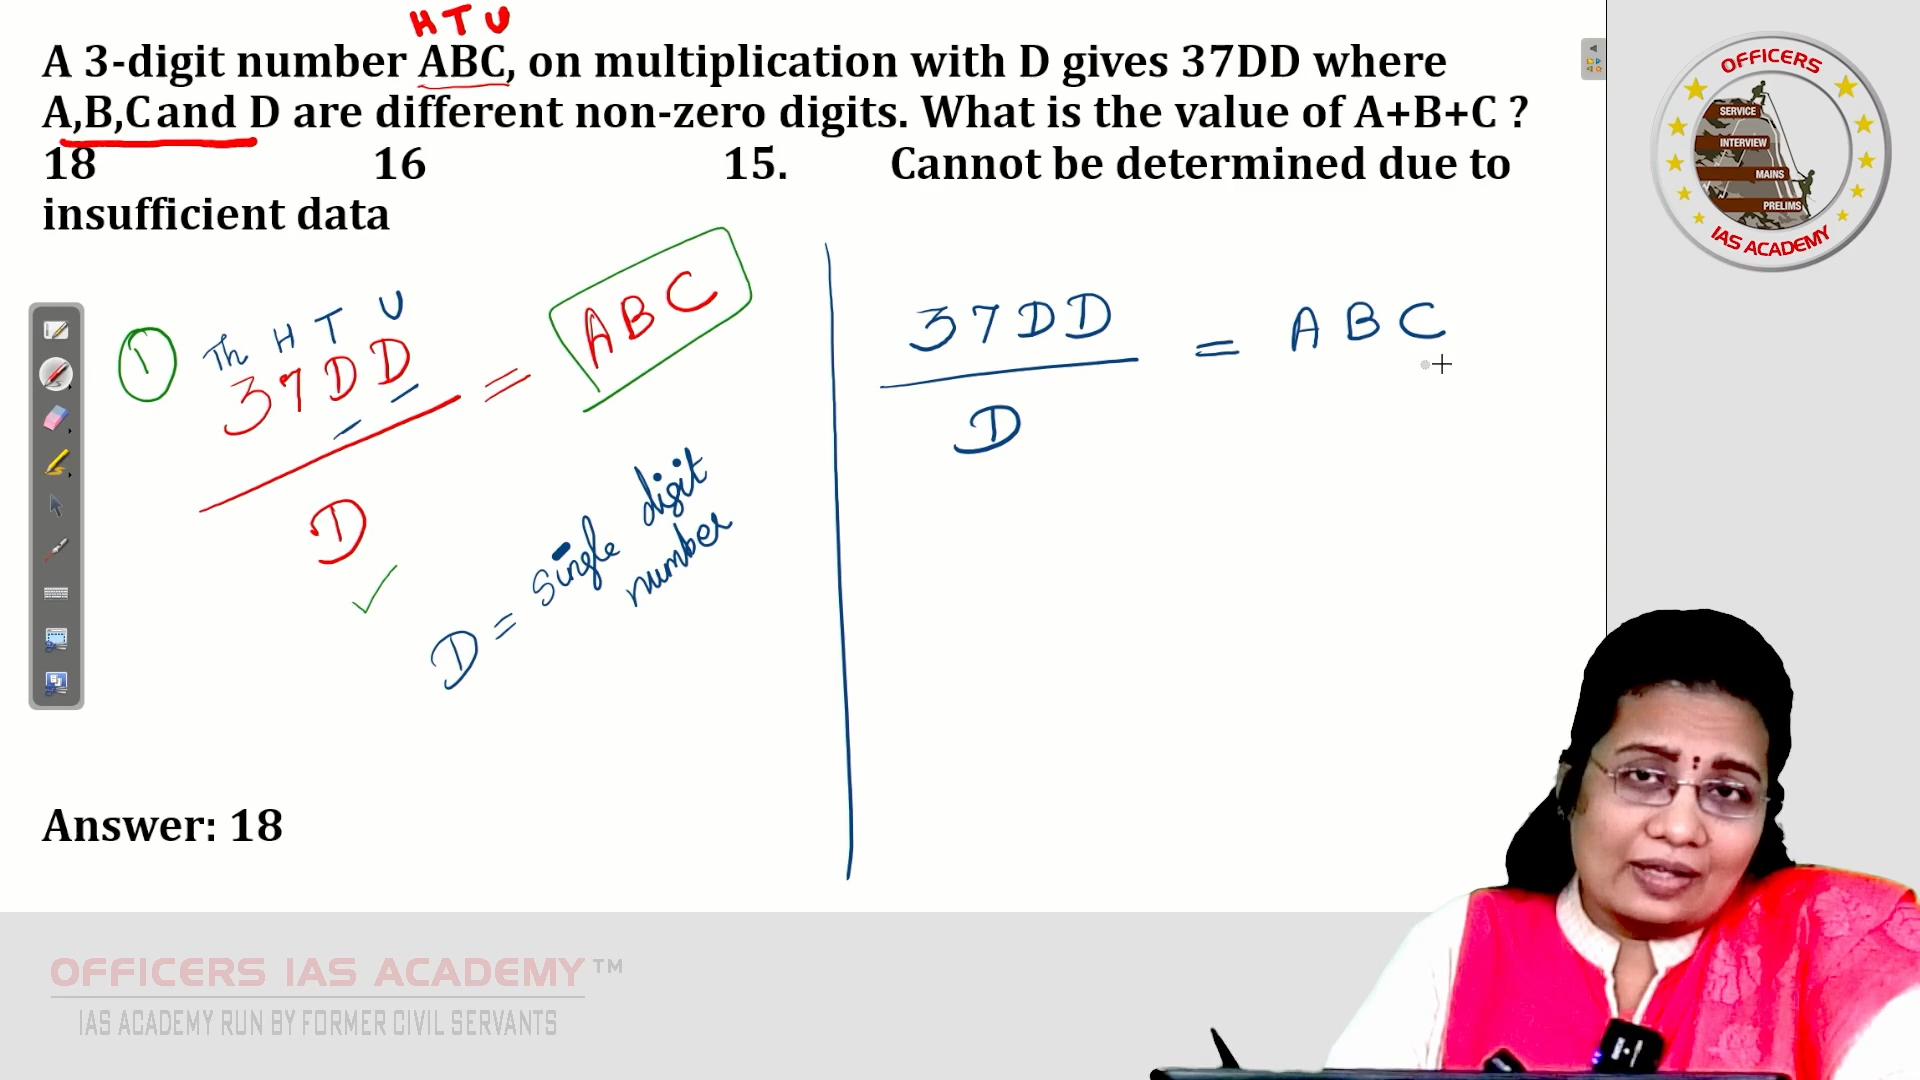 H T U
A 3-digit number ABC, on multiplication with D gives 37DD where
A,B,C and D are different non-zero digits. What is the value of A+B+C ?
18 16 15. Cannot be determined due to
insufficient data
OFFICERS
SERVICE
INTERVIEW
MAINS
PRELIMS
IAS ACADEMY
1
Th H T U
37DD
D
= ABC
D = single digit
number
37DD
D
= A B C
Answer: 18
OFFICERS IAS ACADEMY™
IAS ACADEMY RUN BY FORMER CIVIL SERVANTS